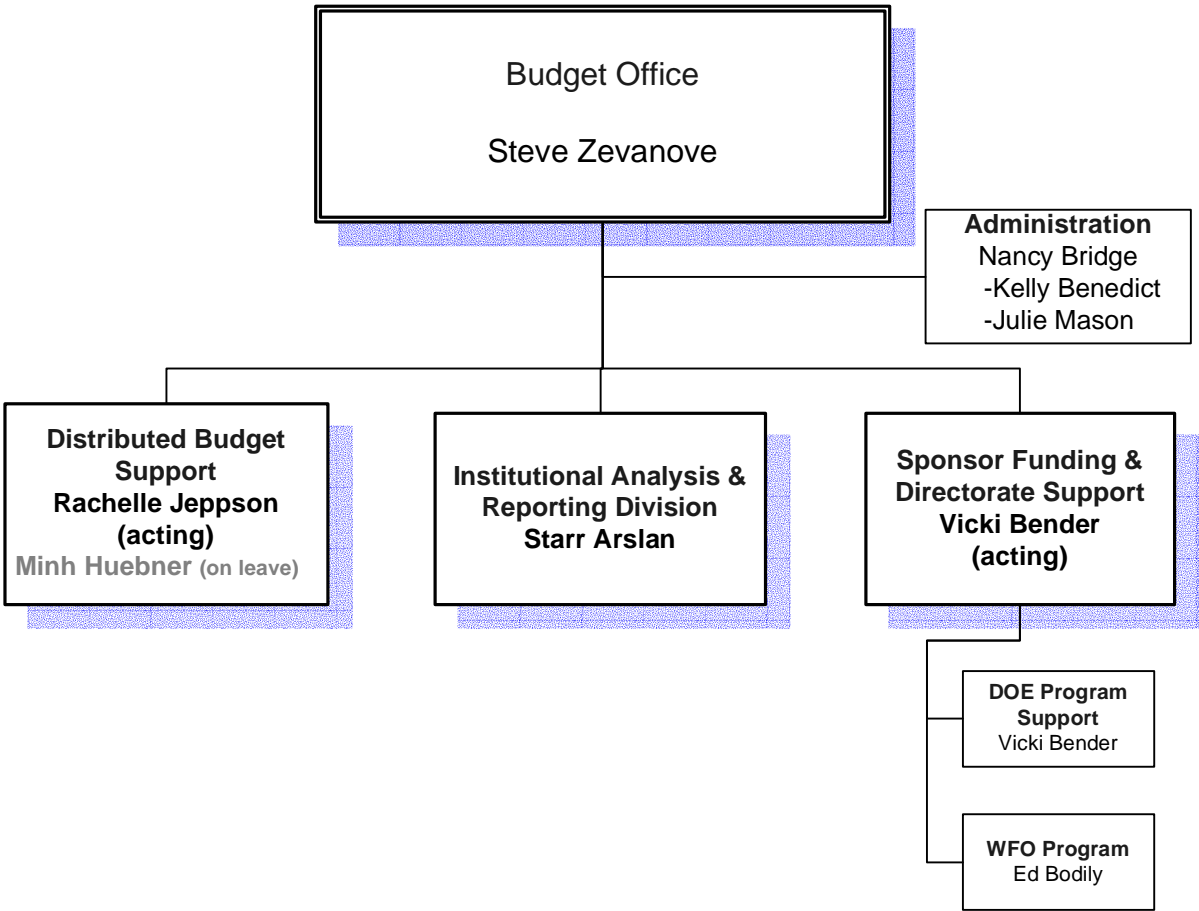 Budget Office
Steve Zevanove
Administration
Nancy Bridge
-Kelly Benedict
-Julie Mason
Distributed Budget
Support
Rachelle Jeppson
(acting)
Minh Huebner (on leave)
Institutional Analysis &
Reporting Division
Starr Arslan
Sponsor Funding &
Directorate Support
Vicki Bender
(acting)
DOE Program
Support
Vicki Bender
WFO Program
Ed Bodily